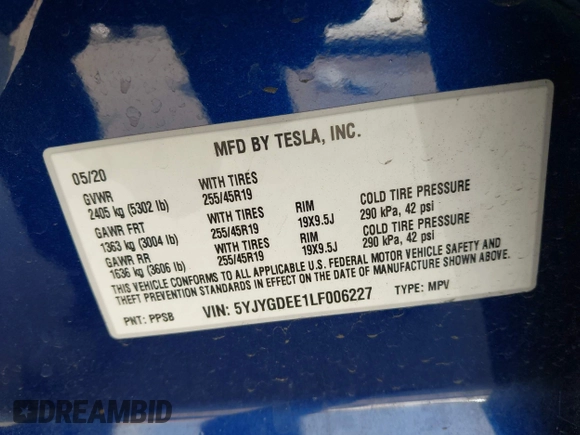 MFD BY TESLA, INC.
05/20
GVWR WITH TIRES
2405 kg (5302 lb) 255/45R19 RIM COLD TIRE PRESSURE
GAWR FRT WITH TIRES 19X9.5J 290 kPa, 42 psi
1363 kg (3004 lb) 255/45R19 RIM COLD TIRE PRESSURE
GAWR RR WITH TIRES 19X9.5J 290 kPa, 42 psi
1636 kg (3606 lb) 255/45R19
THIS VEHICLE CONFORMS TO ALL APPLICABLE U.S. FEDERAL MOTOR VEHICLE SAFETY AND
THEFT PREVENTION STANDARDS IN EFFECT ON THE DATE OF MANUFACTURE SHOWN ABOVE.
PNT: PPSB VIN: 5YJYGDEE1LF006227 TYPE: MPV
DREAMBID